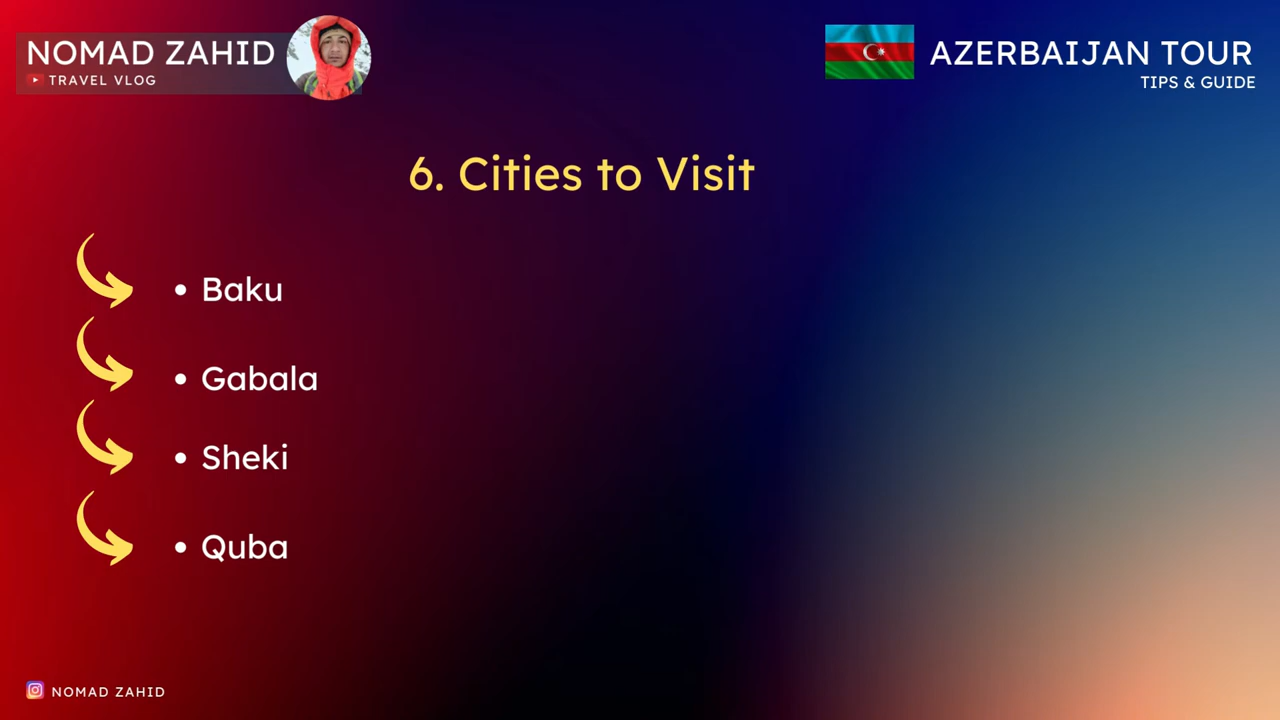 NOMAD ZAHID
TRAVEL VLOG
AZERBAIJAN TOUR
TIPS & GUIDE
6. Cities to Visit
• Baku
• Gabala
• Sheki
• Quba
NOMAD ZAHID